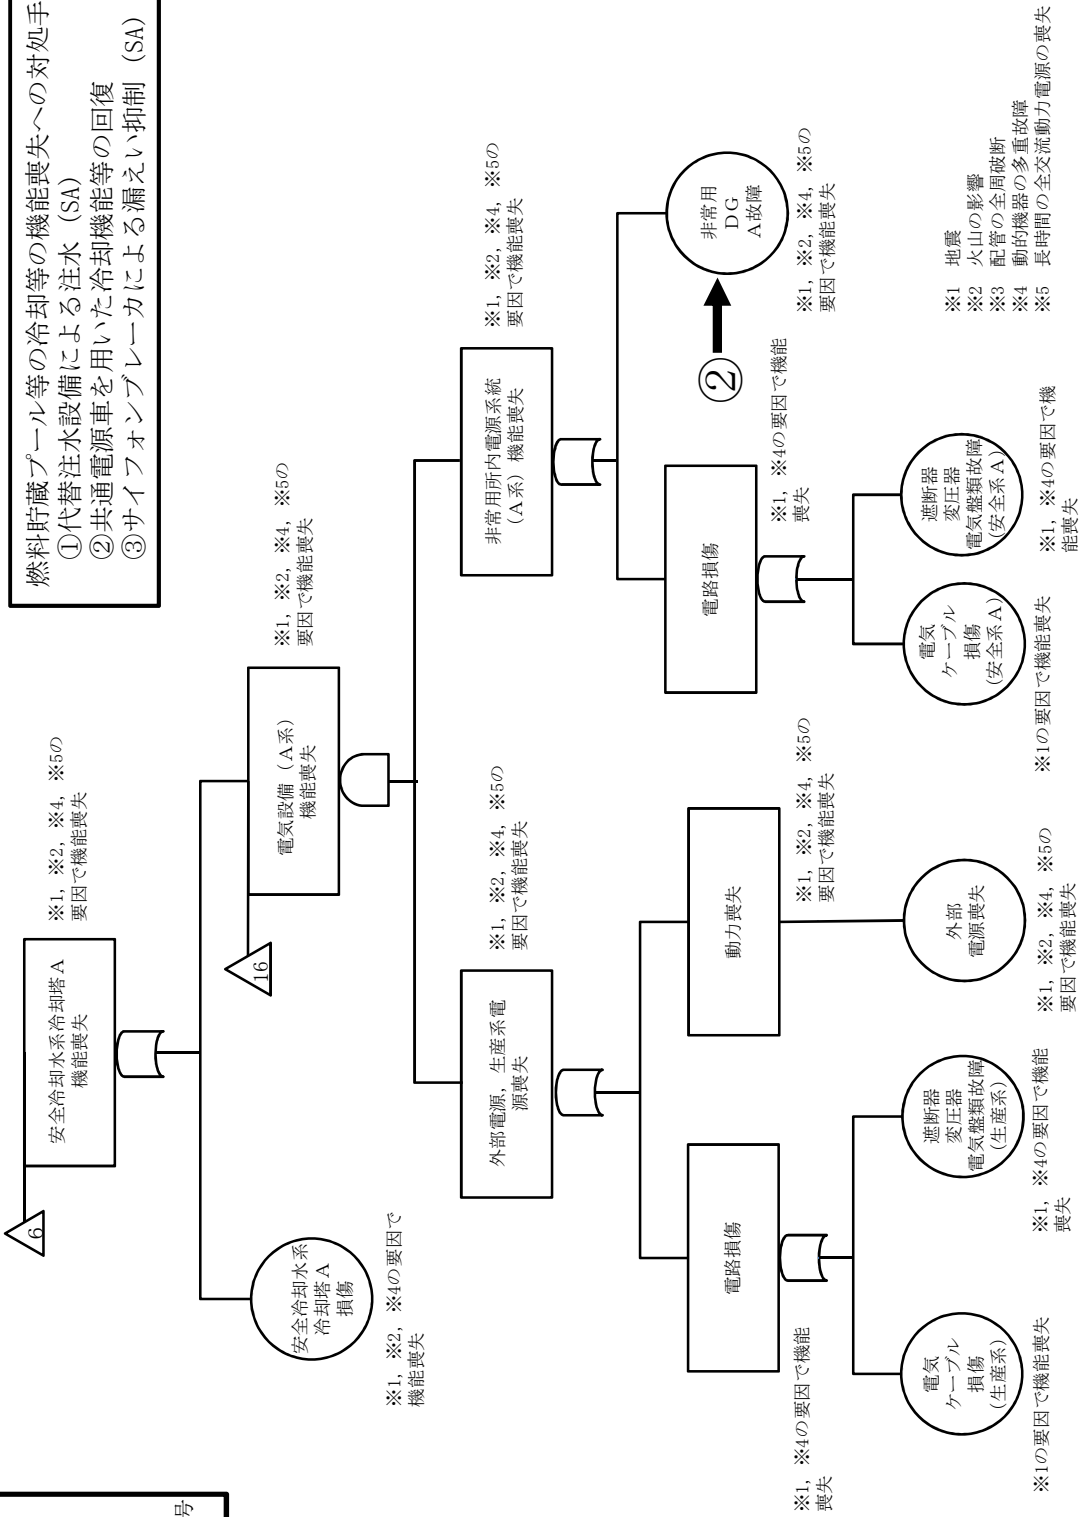 号
燃料貯蔵プール等の冷却等の機能喪失への対処手
①代替注水設備による注水（SA）
②共通電源車を用いた冷却機能等の回復
③サイフォンブレーカによる漏えい抑制（SA）
6
安全冷却水系冷却塔Ａ
機能喪失
※1，※2，※4，※5の
要因で機能喪失
安全冷却水系
冷却塔Ａ
損傷
※1，※2，※4の要因で
機能喪失
16
電気設備（Ａ系）
機能喪失
※1，※2，※4，※5の
要因で機能喪失
外部電源，生産系電
源喪失
※1，※2，※4，※5の
要因で機能喪失
非常用所内電源系統
（Ａ系）機能喪失
※1，※2，※4，※5の
要因で機能喪失
電路損傷
※1，※4の要因で機能
喪失
動力喪失
※1，※2，※4，※5の
要因で機能喪失
電路損傷
※1，※4の要因で機能
喪失
②
非常用
ＤＧ
Ａ故障
※1，※2，※4，※5の
要因で機能喪失
電気
ケーブル
損傷
（生産系）
※1の要因で機能喪失
遮断器
変圧器
電気盤類故障
（生産系）
※1，※4の要因で機能
喪失
外部
電源喪失
※1，※2，※4，※5の
要因で機能喪失
電気
ケーブル
損傷
（安全系Ａ）
※1の要因で機能喪失
遮断器
変圧器
電気盤類故障
（安全系Ａ）
※1，※4の要因で機
能喪失
※1 地震
※2 火山の影響
※3 配管の全周破断
※4 動的機器の多重故障
※5 長時間の全交流動力電源の喪失